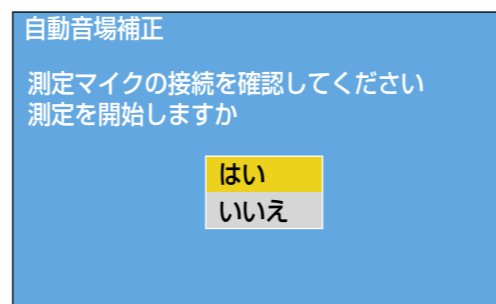 自動音場補正
測定マイクの接続を確認してください
測定を開始しますか
はい
いいえ